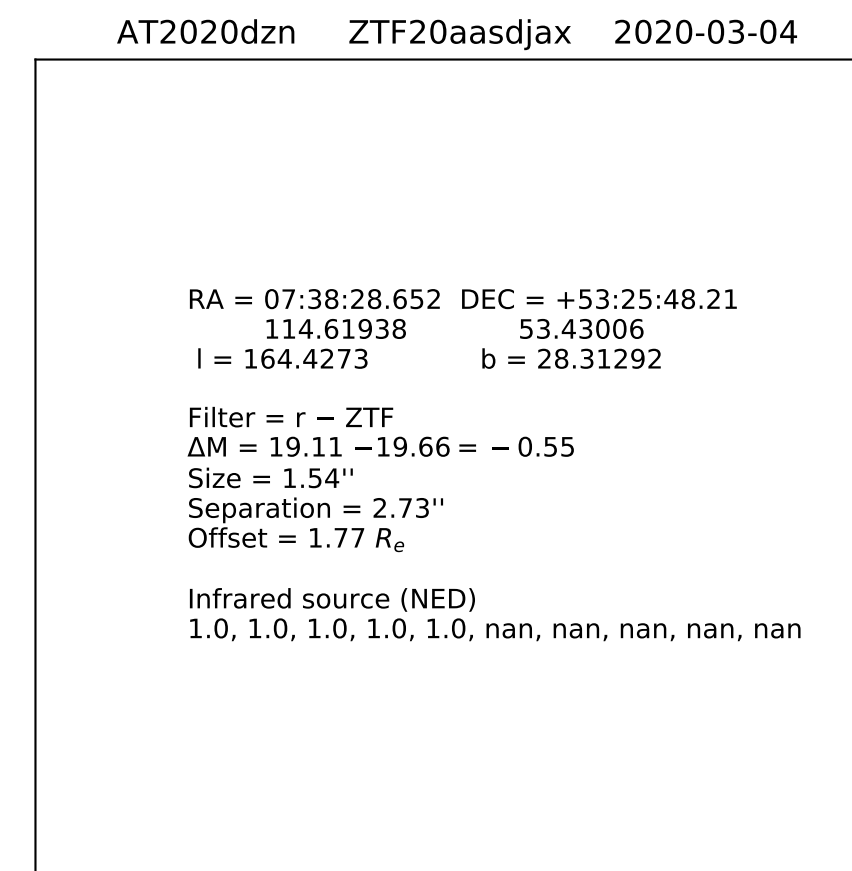 AT2020dzn ZTF20aasdjax 2020-03-04
RA = 07:38:28.652 DEC = +53:25:48.21
114.61938 53.43006
l = 164.4273 b = 28.31292
Filter = r − ZTF
ΔM = 19.11 −19.66 = − 0.55
Size = 1.54''
Separation = 2.73''
Offset = 1.77 Rₑ
Infrared source (NED)
1.0, 1.0, 1.0, 1.0, 1.0, nan, nan, nan, nan, nan